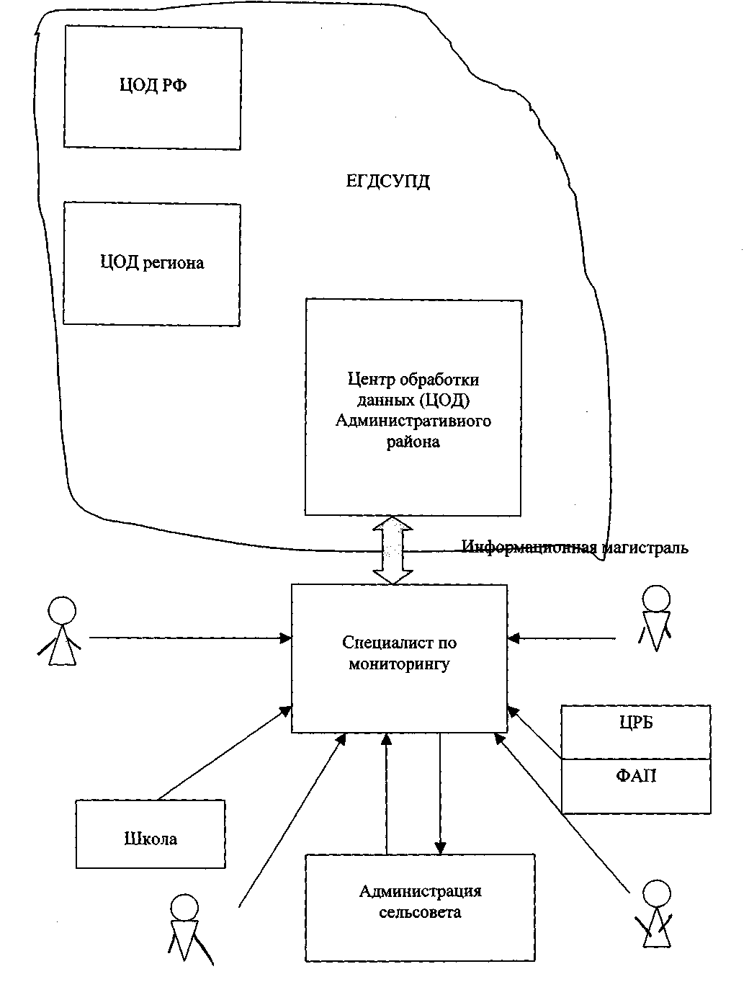 ЦОД РФ
ЕГДСУПД
ЦОД региона
Центр обработки
данных (ЦОД)
Административного
района
Информационная магистраль
Специалист по
мониторингу
ЦРБ
ФАП
Школа
Администрация
сельсовета